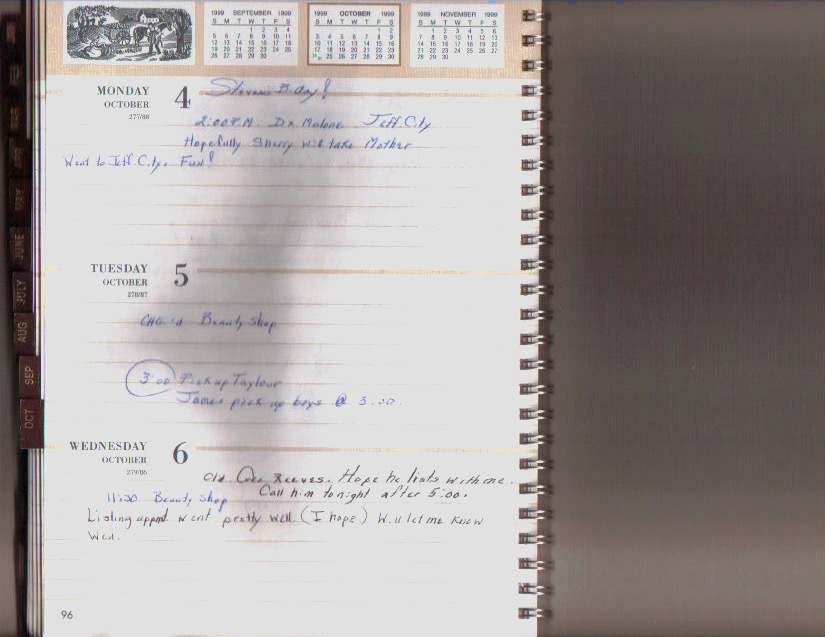 1999 SEPTEMBER 1999
S M T W T F S
1 2 3 4
5 6 7 8 9 10 11
12 13 14 15 16 17 18
19 20 21 22 23 24 25
26 27 28 29 30
1999 OCTOBER 1999
S M T W T F S
1 2
3 4 5 6 7 8 9
10 11 12 13 14 15 16
17 18 19 20 21 22 23
25 26 27 28 29 30
1999 NOVEMBER 1999
S M T W T F S
1 2 3 4 5 6
7 8 9 10 11 12 13
14 15 16 17 18 19 20
21 22 23 24 25 26 27
28 29 30
MONDAY 4 Steven's B-day!
OCTOBER
277/88
2:00 P.M. Dr. Malone Jeff. City
Hopefully Sherry will take Mother
Went to Jeff City. Fun!
TUESDAY 5
OCTOBER
278/87
Beauty Shop
3:00 Pick up Taylour
James pick up boys @ 3:00
WEDNESDAY 6
OCTOBER
279/86
Reeves. Hope he lists with me.
11:30 Beauty Shop Call him tonight after 5:00.
Listing appmt went pretty well (I hope) Will let me know
Wed.
96
MAY
JUNE
JULY
AUG
SEP
OCT